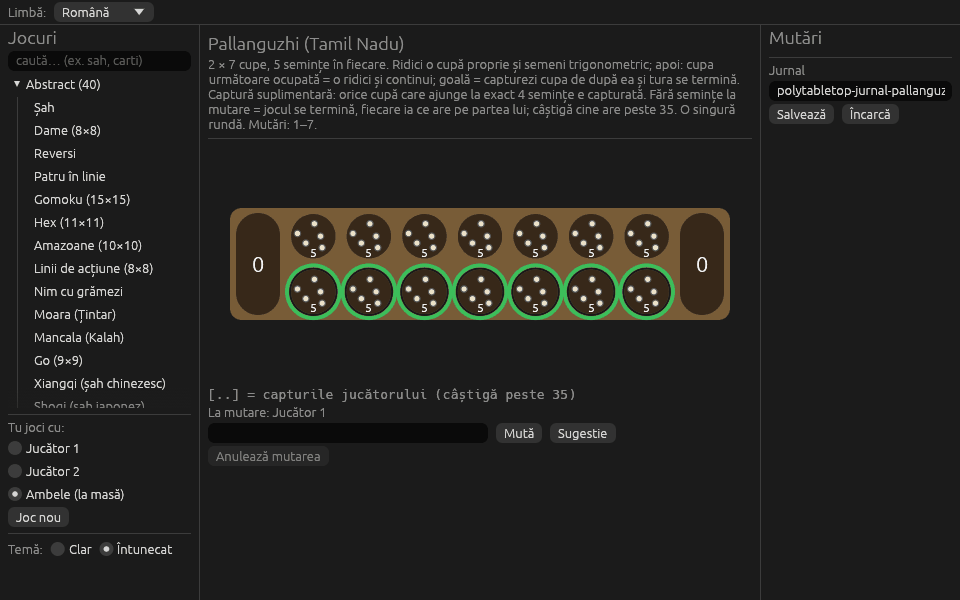 Limbă: Română
Jocuri
caută... (ex. sah, carti)
Abstract (40)
Șah
Dame (8×8)
Reversi
Patru în linie
Gomoku (15×15)
Hex (11×11)
Amazoane (10×10)
Linii de acțiune (8×8)
Nim cu grămezi
Moara (Țintar)
Mancala (Kalah)
Go (9×9)
Xiangqi (șah chinezesc)
Shogi (șah japonez)
Tu joci cu:
Jucător 1
Jucător 2
Ambele (la masă)
Joc nou
Temă: Clar Întunecat
Pallanguzhi (Tamil Nadu)
2 × 7 cupe, 5 semințe în fiecare. Ridici o cupă proprie și semeni trigonometric; apoi: cupa
următoare ocupată = o ridici și continui; goală = capturezi cupa de după ea și tura se termină.
Captură suplimentară: orice cupă care ajunge la exact 4 semințe e capturată. Fără semințe la
mutare = jocul se termină, fiecare ia ce are pe partea lui; câștigă cine are peste 35. O singură
rundă. Mutări: 1–7.
5 5 5 5 5 5 5
0 0
5 5 5 5 5 5 5
[..] = capturile jucătorului (câștigă peste 35)
La mutare: Jucător 1
Mută Sugestie
Anulează mutarea
Mutări
Jurnal
polytabletop-jurnal-pallanguz
Salvează Încarcă